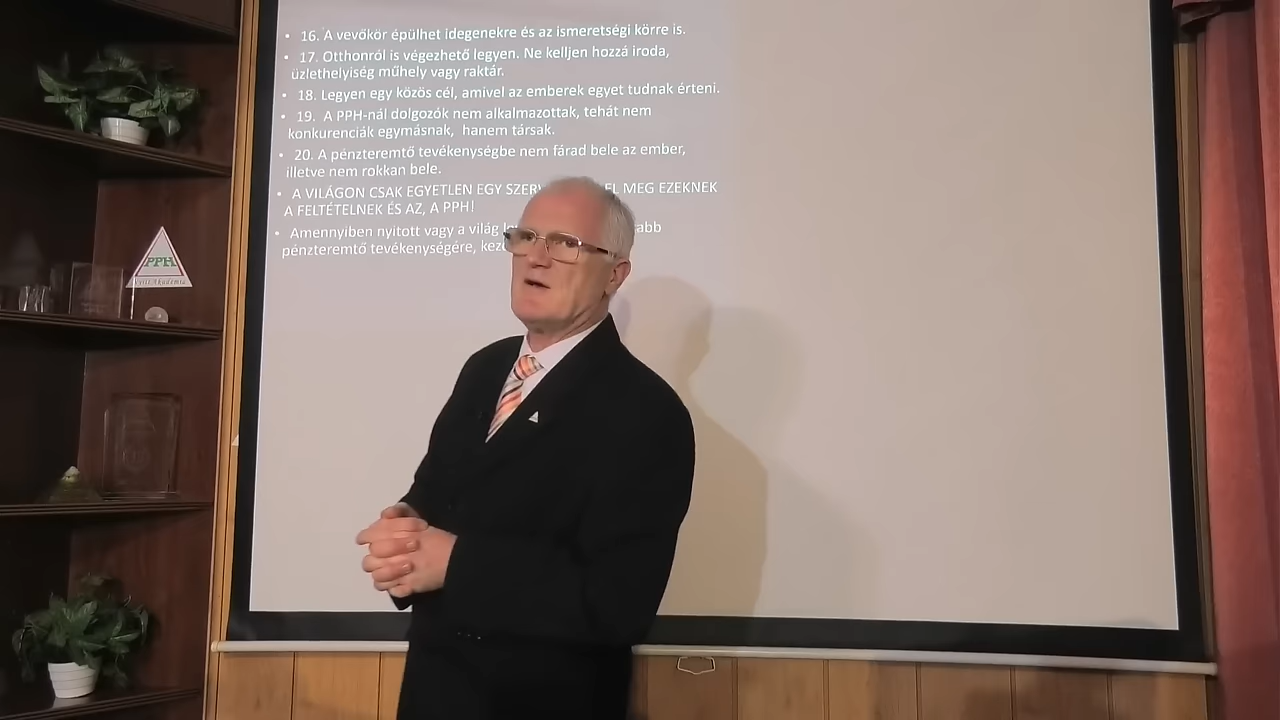 • 16. A vevőkör épülhet idegenekre és az ismeretségi körre is.
• 17. Otthonról is végezhető legyen. Ne kelljen hozzá iroda,
üzlethelyiség műhely vagy raktár.
• 18. Legyen egy közös cél, amivel az emberek egyet tudnak érteni.
• 19. A PPH-nál dolgozók nem alkalmazottak, tehát nem
konkurenciák egymásnak, hanem társak.
• 20. A pénzteremtő tevékenységbe nem fárad bele az ember,
illetve nem rokkan bele.
• A VILÁGON CSAK EGYETLEN EGY MEG EZEKNEK
A FELTÉTELNEK ÉS AZ, A PPH!
• Amennyiben nyitott vagy a világ
pénzteremtő tevékenységére,
PPH